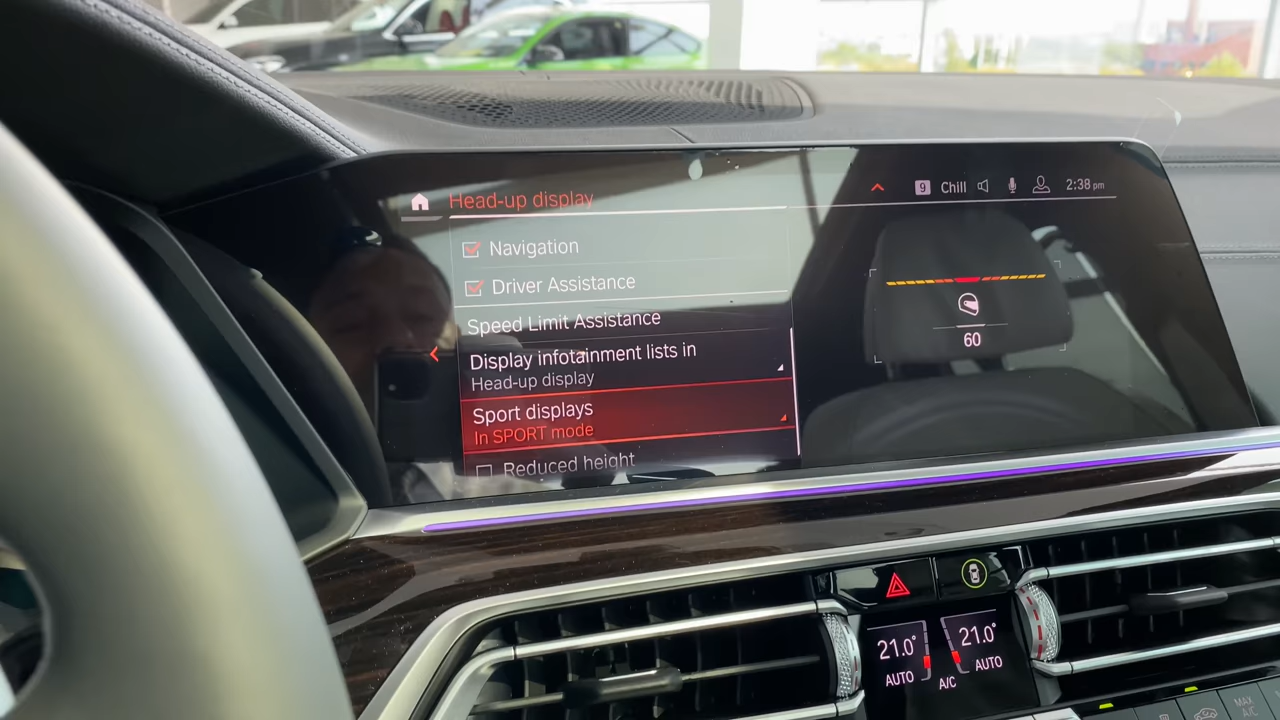 Head-up display
9 Chill 2:38 pm
Navigation
Driver Assistance
Speed Limit Assistance
Display infotainment lists in
Head-up display
Sport displays
In SPORT mode
Reduced height
60
21.0°
AUTO
21.0°
AUTO
A/C
MAX
A/C